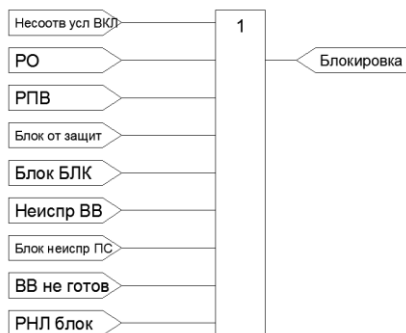 Несоотв усл ВКЛ
1
РО
Блокировка
РПВ
Блок от защит
Блок БЛК
Неиспр ВВ
Блок неиспр ПС
ВВ не готов
РНЛ блок